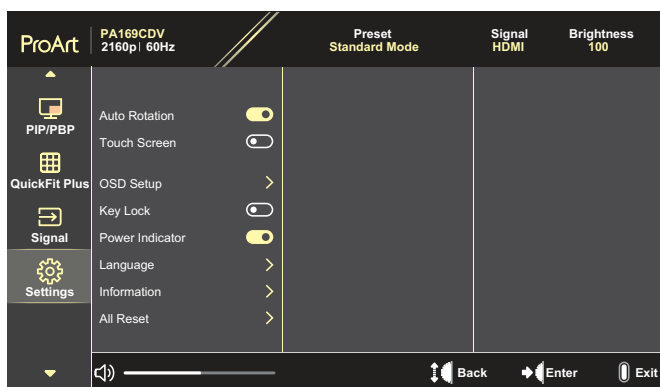 ProArt
PA169CDV
2160p| 60Hz
Preset
Standard Mode
Signal
HDMI
Brightness
100
PIP/PBP
QuickFit Plus
Signal
Settings
Auto Rotation
Touch Screen
OSD Setup
Key Lock
Power Indicator
Language
Information
All Reset
Back
Enter
Exit